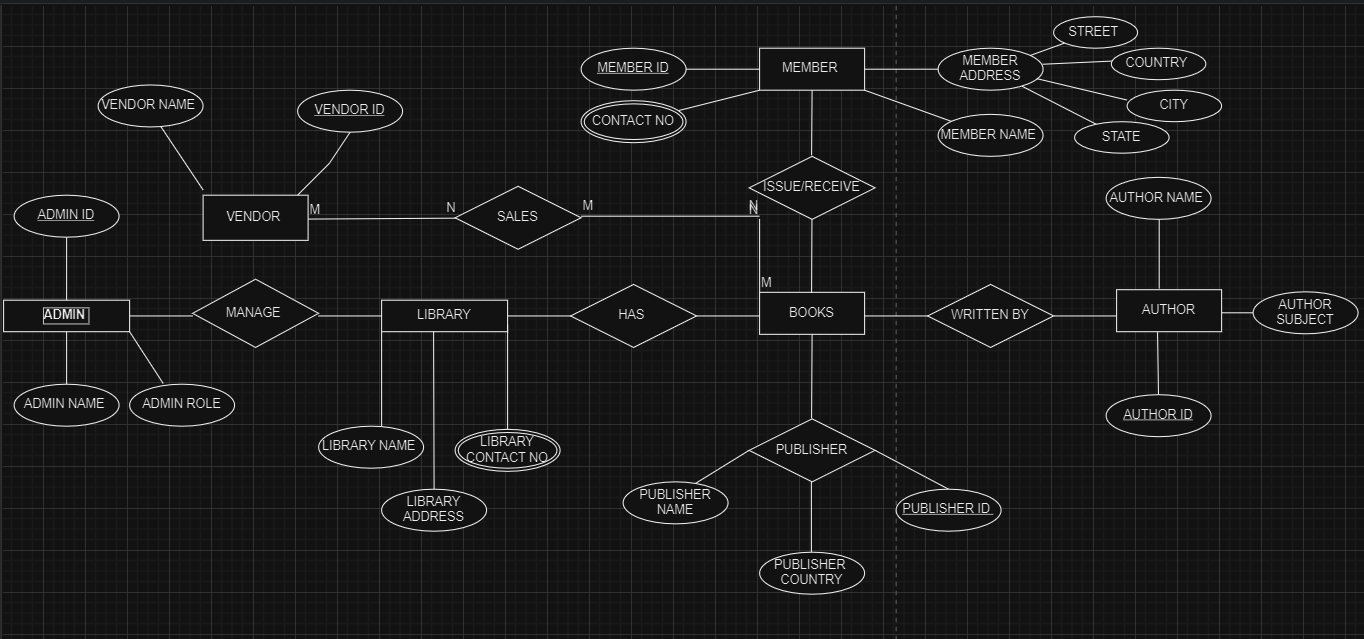 STREET
MEMBER ID
MEMBER
MEMBER
ADDRESS
COUNTRY
VENDOR NAME
VENDOR ID
CITY
CONTACT NO
MEMBER NAME
STATE
ISSUE/RECEIVE
AUTHOR NAME
ADMIN ID
VENDOR
M
N
SALES
M
N
N
M
ADMIN
MANAGE
LIBRARY
HAS
BOOKS
WRITTEN BY
AUTHOR
AUTHOR
SUBJECT
ADMIN NAME
ADMIN ROLE
AUTHOR ID
LIBRARY NAME
LIBRARY
CONTACT NO
PUBLISHER
LIBRARY
ADDRESS
PUBLISHER
NAME
PUBLISHER ID
PUBLISHER
COUNTRY